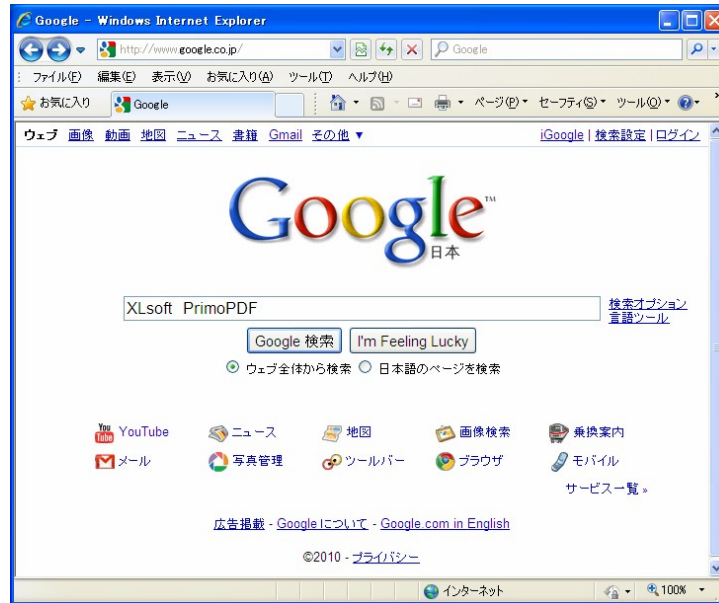 Google - Windows Internet Explorer
http://www.google.co.jp/ Google
ファイル(F) 編集(E) 表示(V) お気に入り(A) ツール(T) ヘルプ(H)
お気に入り Google ページ(P) セーフティ(S) ツール(O)
ウェブ 画像 動画 地図 ニュース 書籍 Gmail その他 ▼ iGoogle | 検索設定 | ログイン
Google™
日本
XLsoft PrimoPDF 検索オプション
言語ツール
Google 検索 I'm Feeling Lucky
ウェブ全体から検索 日本語のページを検索
You Tube YouTube ニュース 地図 画像検索 乗換案内
メール 写真管理 ツールバー ブラウザ モバイル
サービス一覧 »
広告掲載 - Google について - Google.com in English
©2010 - プライバシー
インターネット 100%